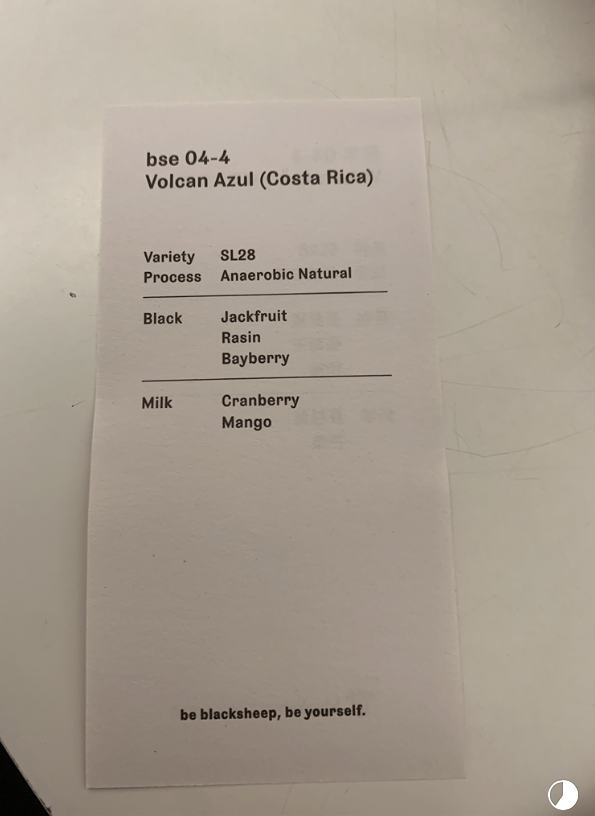 bse 04-4
Volcan Azul (Costa Rica)
Variety SL28
Process Anaerobic Natural
Black Jackfruit
Rasin
Bayberry
Milk Cranberry
Mango
be blacksheep, be yourself.